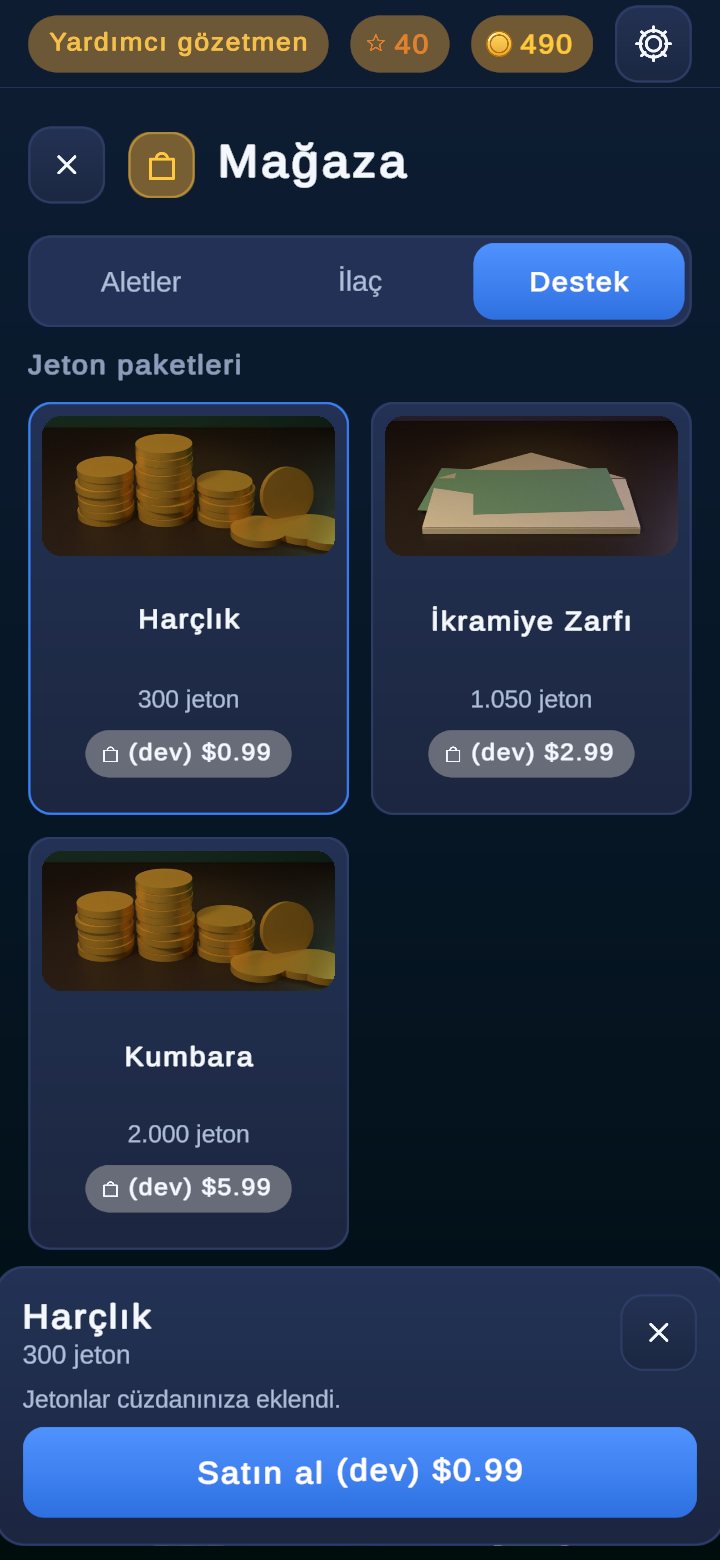 Yardımcı gözetmen
40
490
Mağaza
Aletler
İlaç
Destek
Jeton paketleri
Harçlık
300 jeton
(dev) $0.99
İkramiye Zarfı
1.050 jeton
(dev) $2.99
Kumbara
2.000 jeton
(dev) $5.99
Harçlık
300 jeton
Jetonlar cüzdanınıza eklendi.
Satın al (dev) $0.99